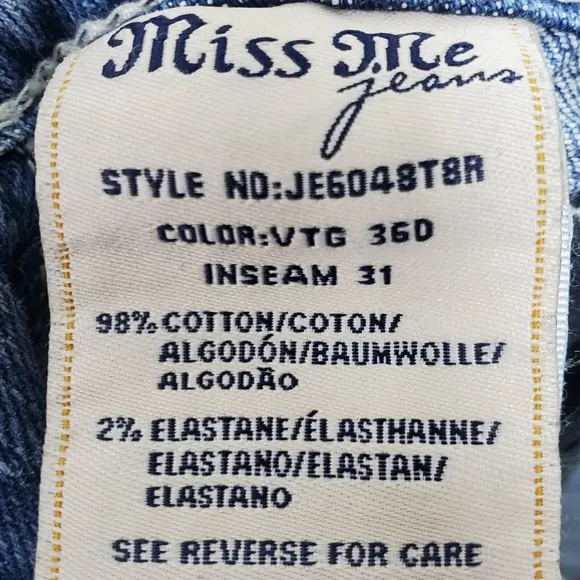 Miss Me
jeans
STYLE NO:JE6048T8R
COLOR:VTG 36D
INSEAM 31
98% COTTON/COTON/
ALGODÓN/BAUMWOLLE/
ALGODÃO
2% ELASTANE/ÉLASTHANNE/
ELASTANO/ELASTAN/
ELASTANO
SEE REVERSE FOR CARE